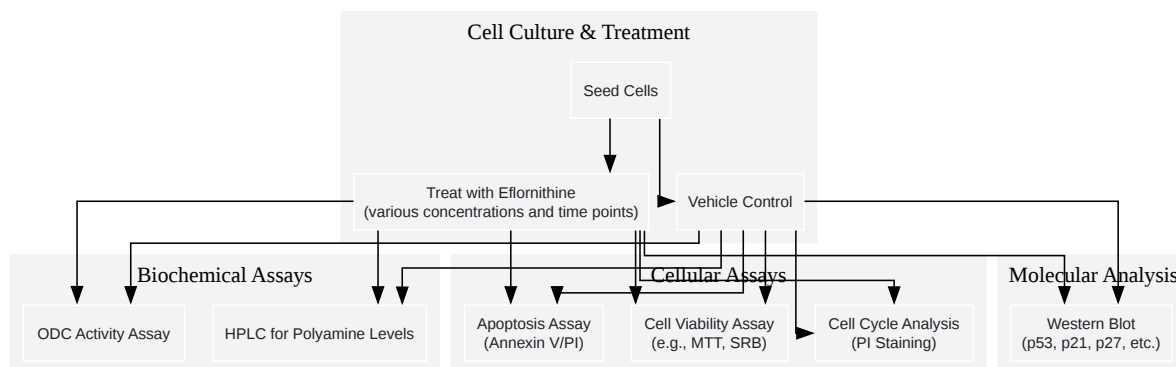 Cell Culture & Treatment
Seed Cells
Treat with Eflornithine
(various concentrations and time points)
Vehicle Control
Biochemical Assays
Cellular Assays
Molecular Analysis
ODC Activity Assay
HPLC for Polyamine Levels
Apoptosis Assay
(Annexin V/PI)
Cell Viability Assay
(e.g., MTT, SRB)
Cell Cycle Analysis
(PI Staining)
Western Blot
(p53, p21, p27, etc.)